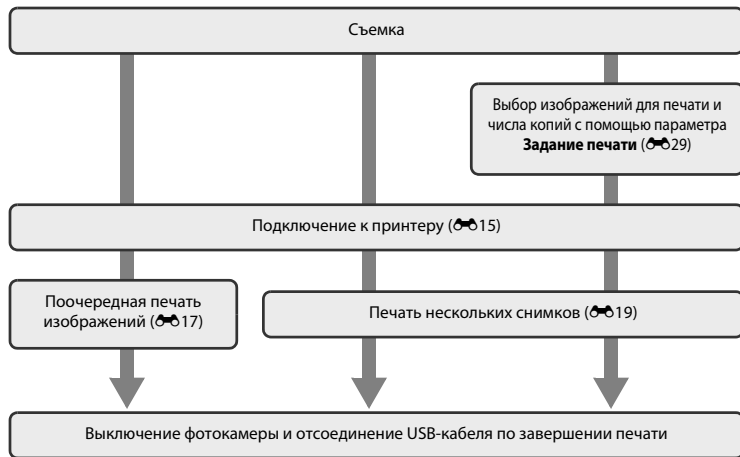 Съемка
Выбор изображений для печати и
числа копий с помощью параметра
Задание печати (29)
Подключение к принтеру (15)
Поочередная печать
изображений (17)
Печать нескольких снимков (19)
Выключение фотокамеры и отсоединение USB-кабеля по завершении печати